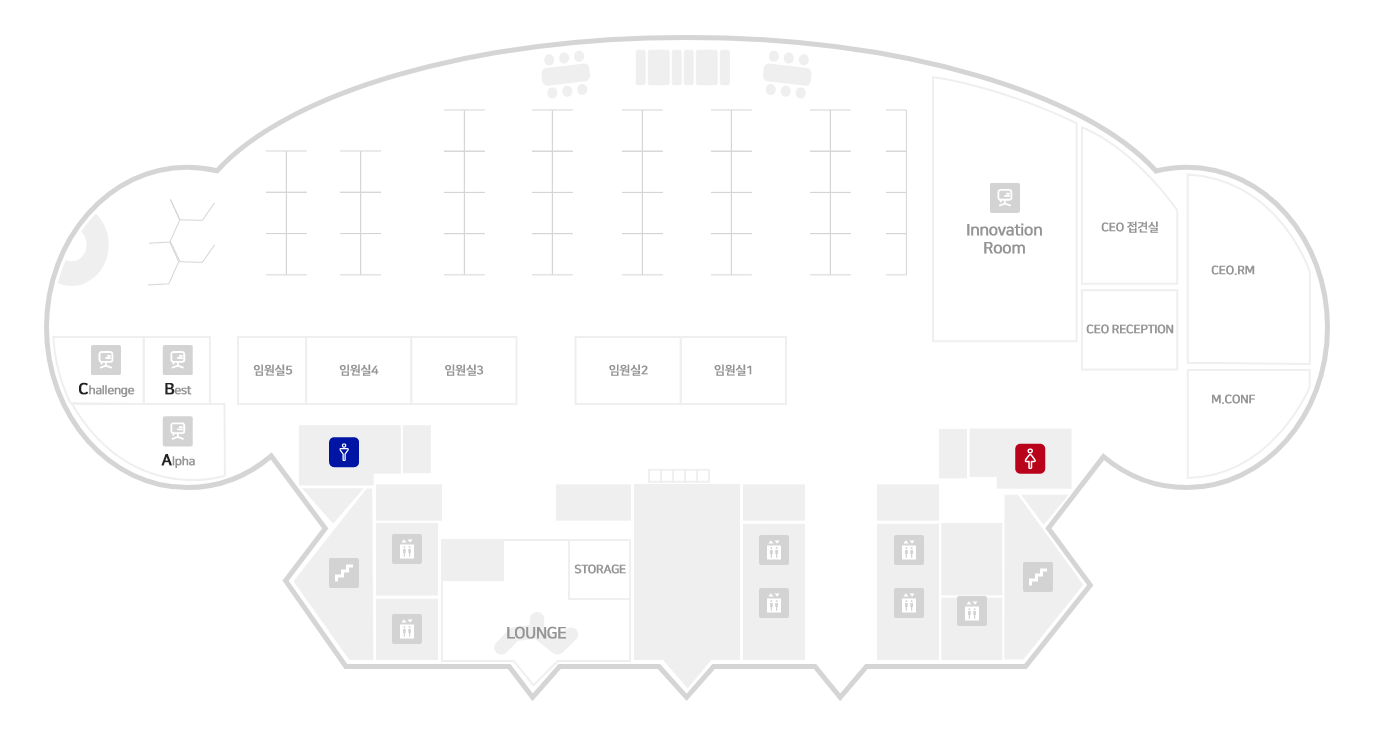 Innovation
Room
CEO 접견실
CEO.RM
CEO RECEPTION
M.CONF
Challenge
Best
Alpha
임원실5
임원실4
임원실3
임원실2
임원실1
STORAGE
LOUNGE